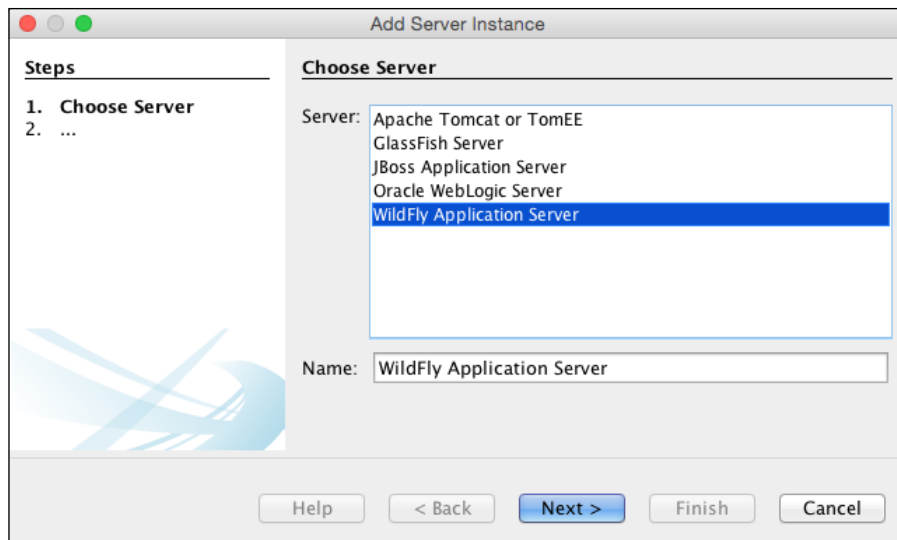 Add Server Instance
Steps
1. Choose Server
2. ...
Choose Server
Server:
Apache Tomcat or TomEE
GlassFish Server
JBoss Application Server
Oracle WebLogic Server
WildFly Application Server
Name: WildFly Application Server
Help < Back Next > Finish Cancel